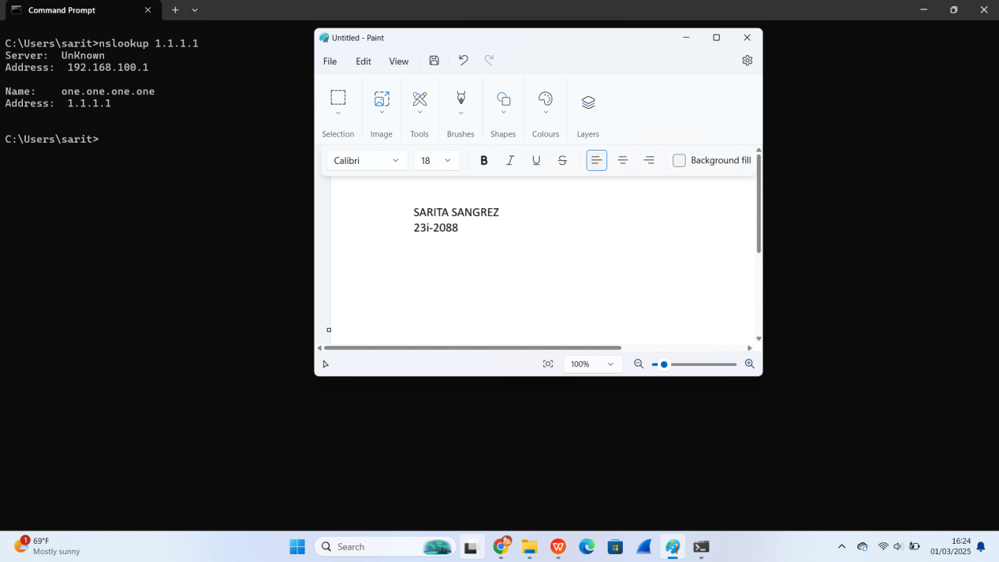 Command Prompt
C:\Users\sarit>nslookup 1.1.1.1
Server:  UnKnown
Address:  192.168.100.1
Name:    one.one.one.one
Address:  1.1.1.1
C:\Users\sarit>
Untitled - Paint
File Edit View
Selection Image Tools Brushes Shapes Colours Layers
Calibri 18 B I U S Background fill
SARITA SANGREZ
23i-2088
100%
1
69°F
Mostly sunny
Search
W
16:24
01/03/2025